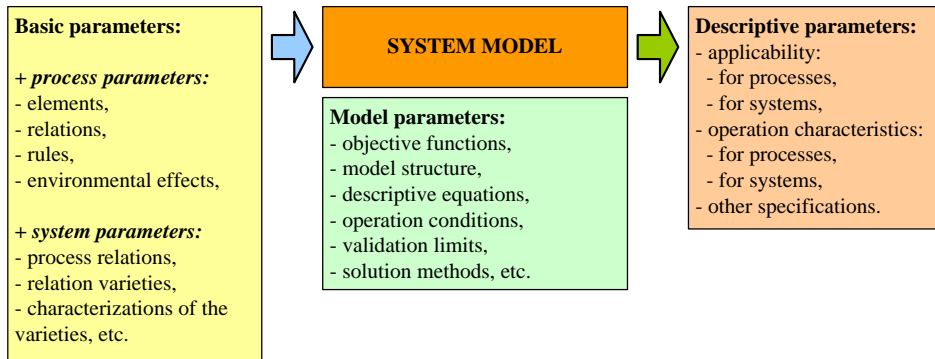 Basic parameters:
+ process parameters:
- elements,
- relations,
- rules,
- environmental effects,
+ system parameters:
- process relations,
- relation varieties,
- characterizations of the
varieties, etc.
SYSTEM MODEL
Model parameters:
- objective functions,
- model structure,
- descriptive equations,
- operation conditions,
- validation limits,
- solution methods, etc.
Descriptive parameters:
- applicability:
- for processes,
- for systems,
- operation characteristics:
- for processes,
- for systems,
- other specifications.